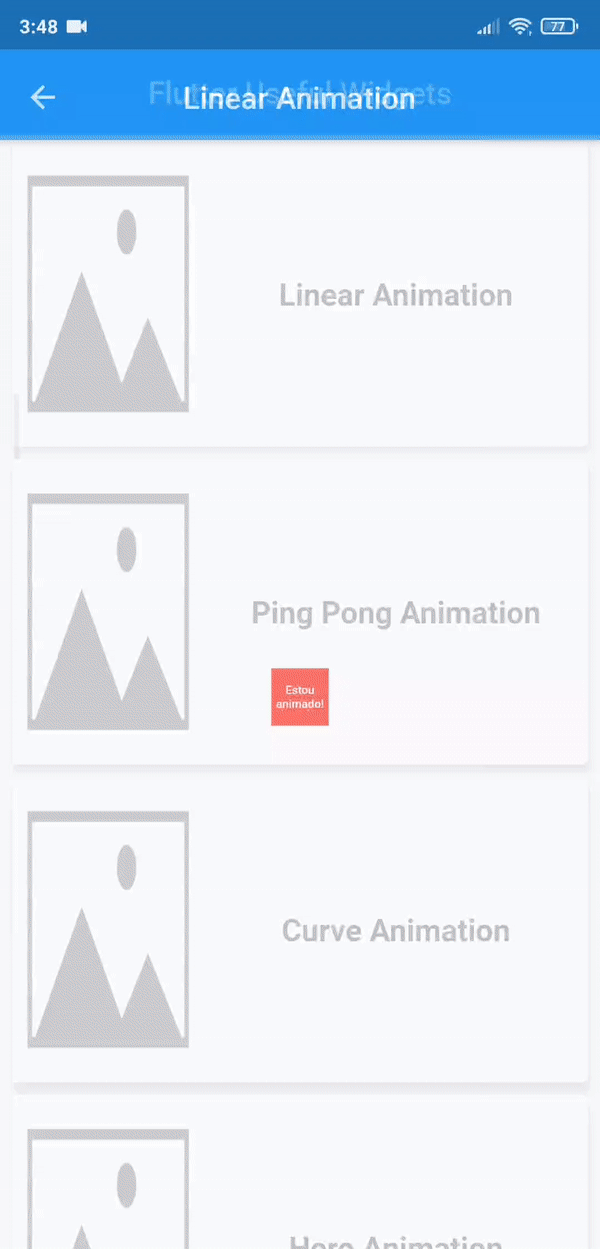 3:48
77
Flutter Useful Widgets
Linear Animation
Linear Animation
Ping Pong Animation
Estou
animado!
Curve Animation
Hero Animation